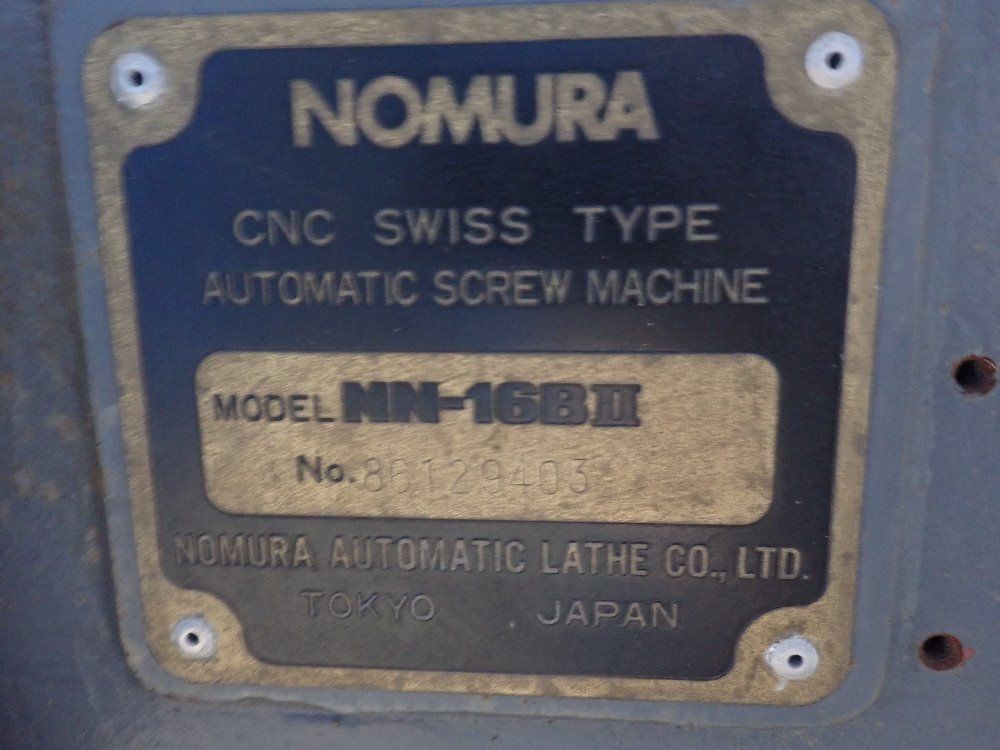 NOMURA
CNC SWISS TYPE
AUTOMATIC SCREW MACHINE
MODEL NN-16BII
No. 86129403
NOMURA AUTOMATIC LATHE CO., LTD.
TOKYO JAPAN